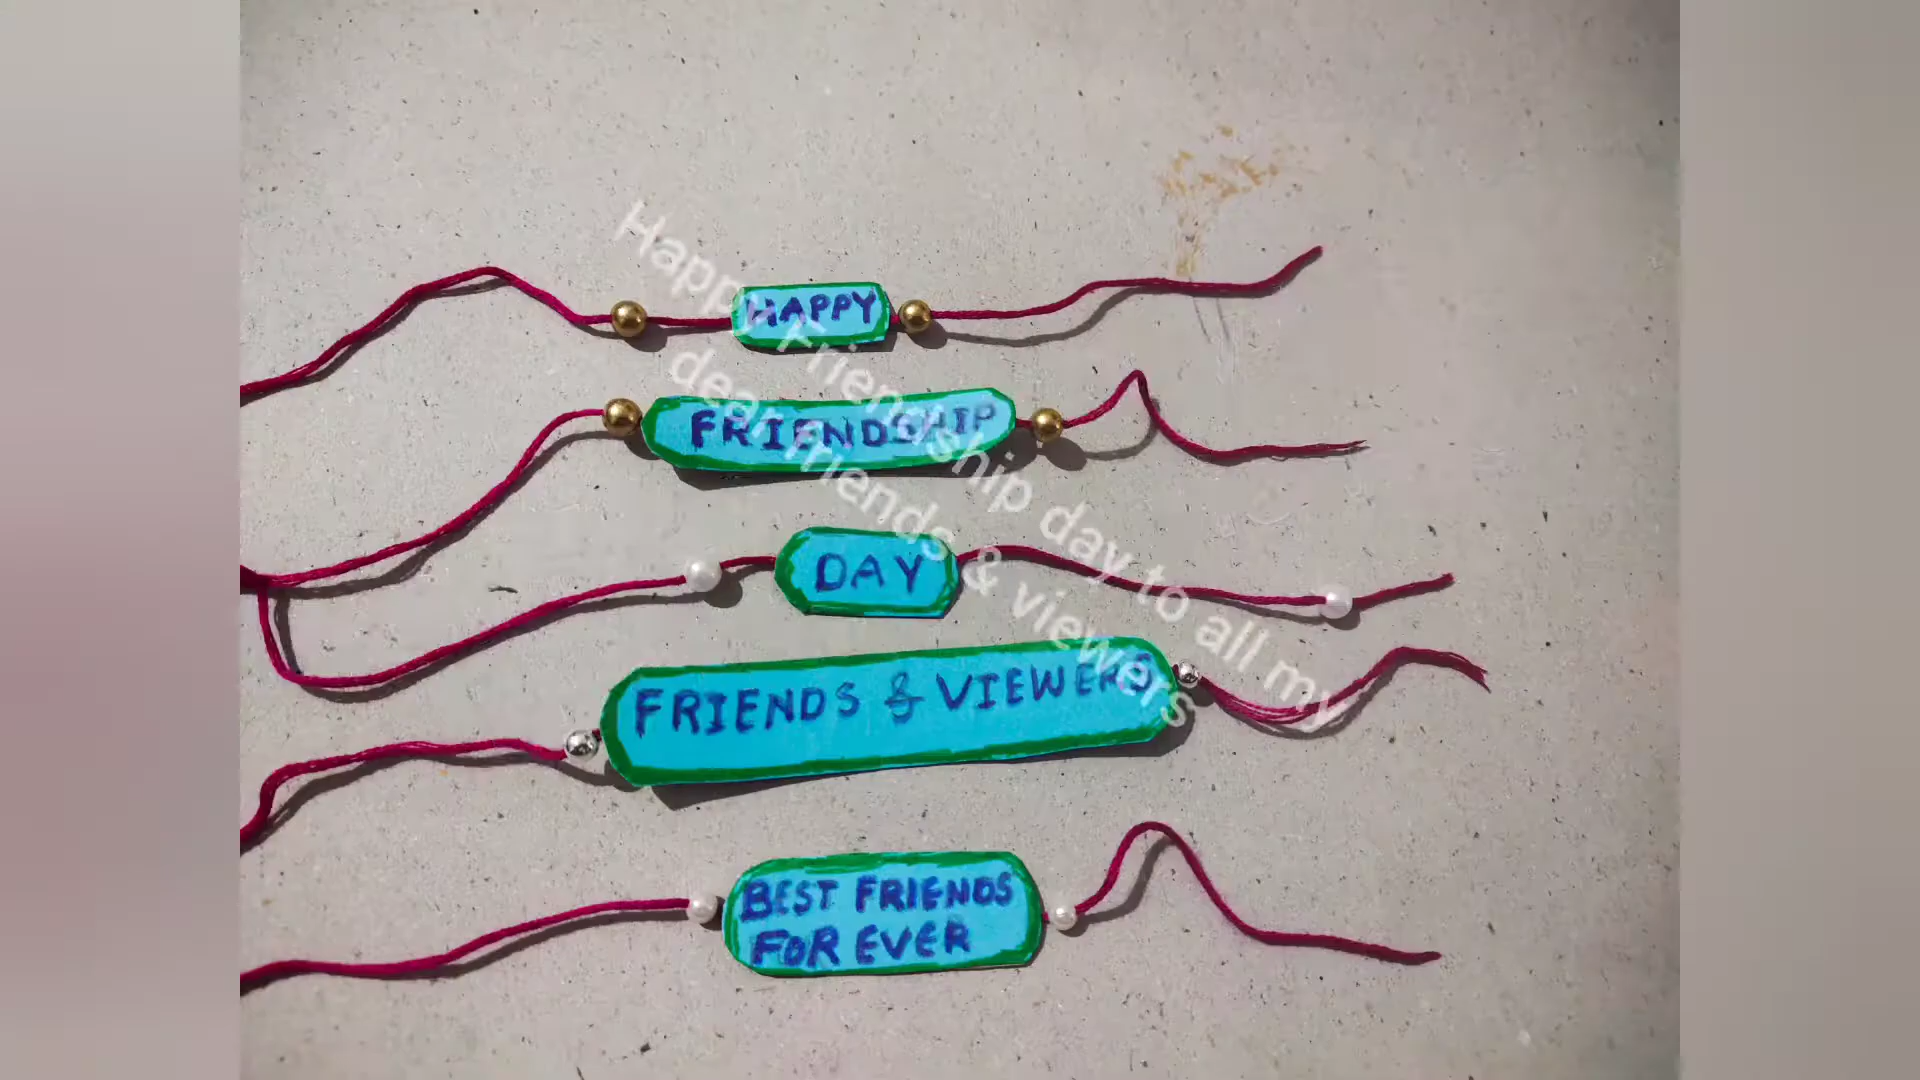 HAPPY
FRIENDSHIP
DAY
FRIENDS & VIEWERS
BEST FRIENDS
FOR EVER
Happy Friendship day to all my
dear friends & viewers